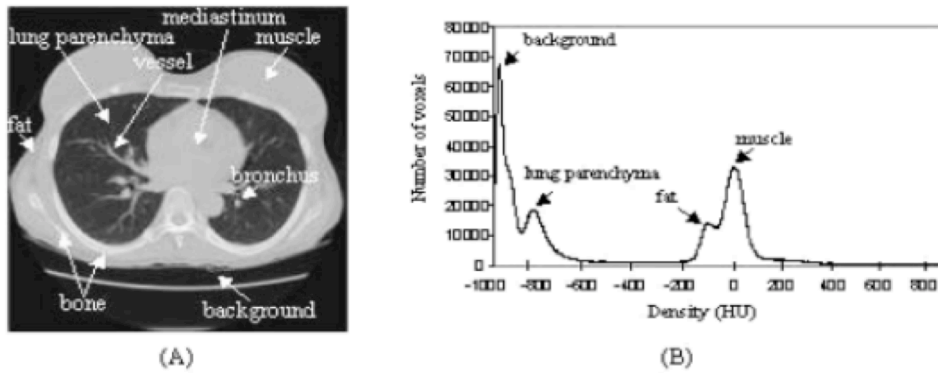 mediastinum
lung parenchyma
muscle
vessel
fat
bronchus
bone
background
(A)
80000
70000
60000
50000
40000
30000
20000
10000
0
Number of voxels
background
lung parenchyma
fat
muscle
-1000 -800 -600 -400 -200 0 200 400 600 800
Density (HU)
(B)